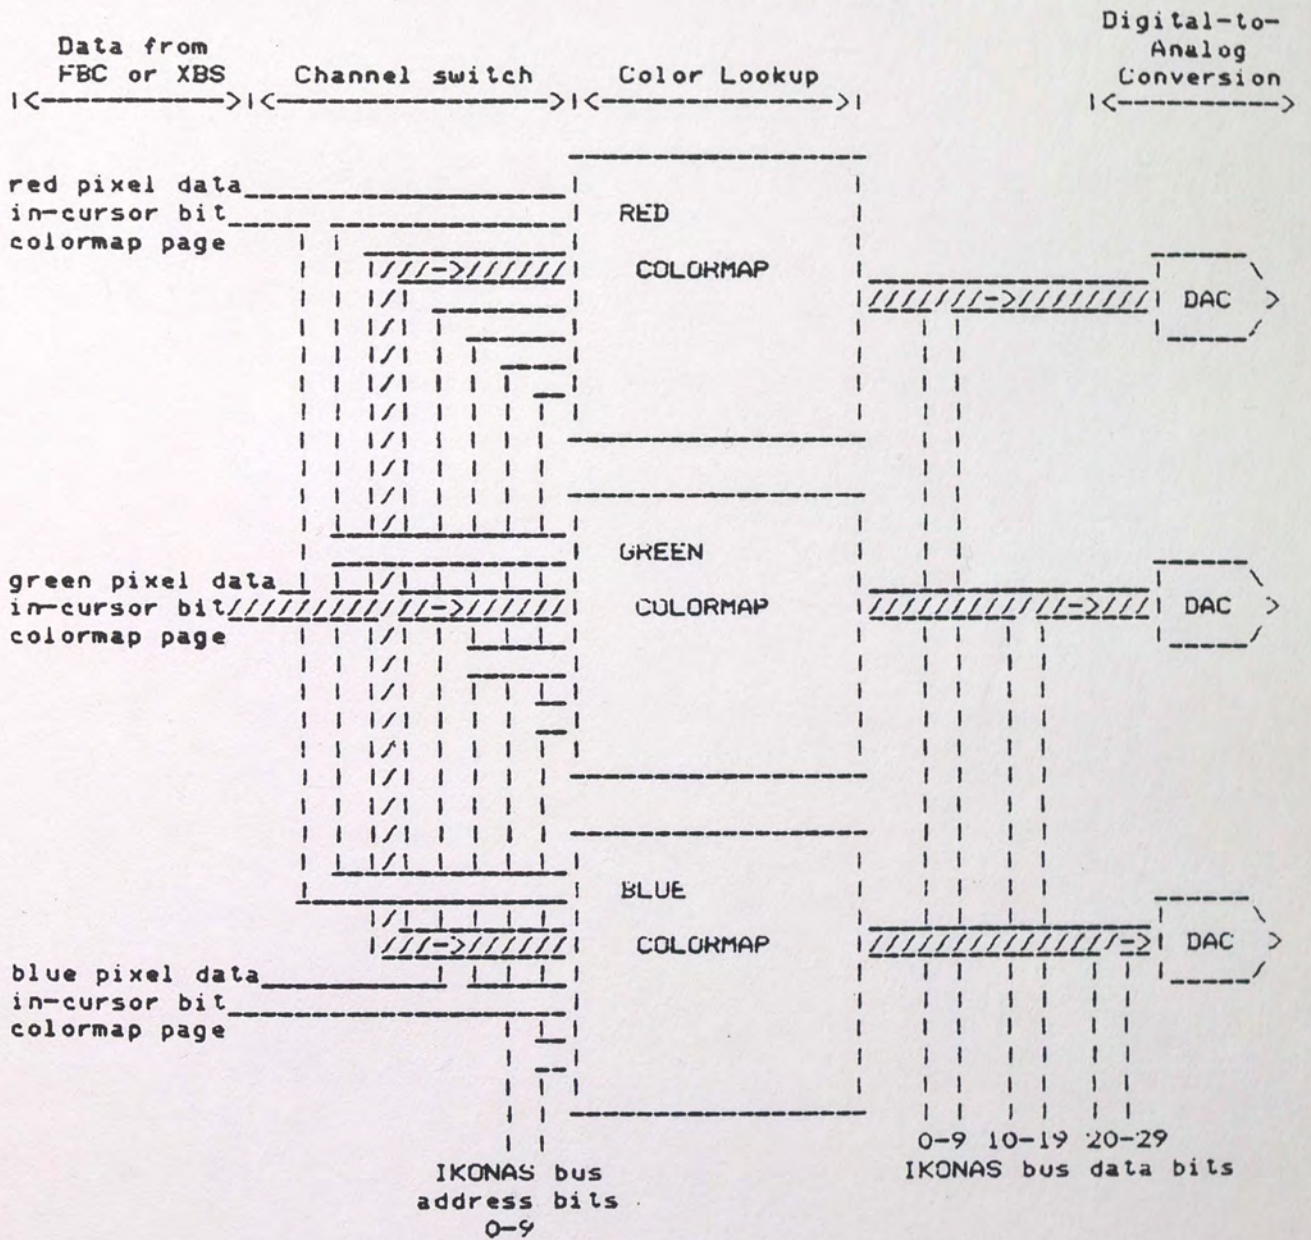 Digital-to-
Data from Analog
FBC or XBS Channel switch Color Lookup Conversion
red pixel data
in-cursor bit RED
colormap page
COLORMAP
DAC
GREEN
green pixel data
in-cursor bit COLORMAP DAC
colormap page
BLUE
COLORMAP DAC
blue pixel data
in-cursor bit
colormap page
0-9 10-19 20-29
IKONAS bus IKONAS bus data bits
address bits
0-9